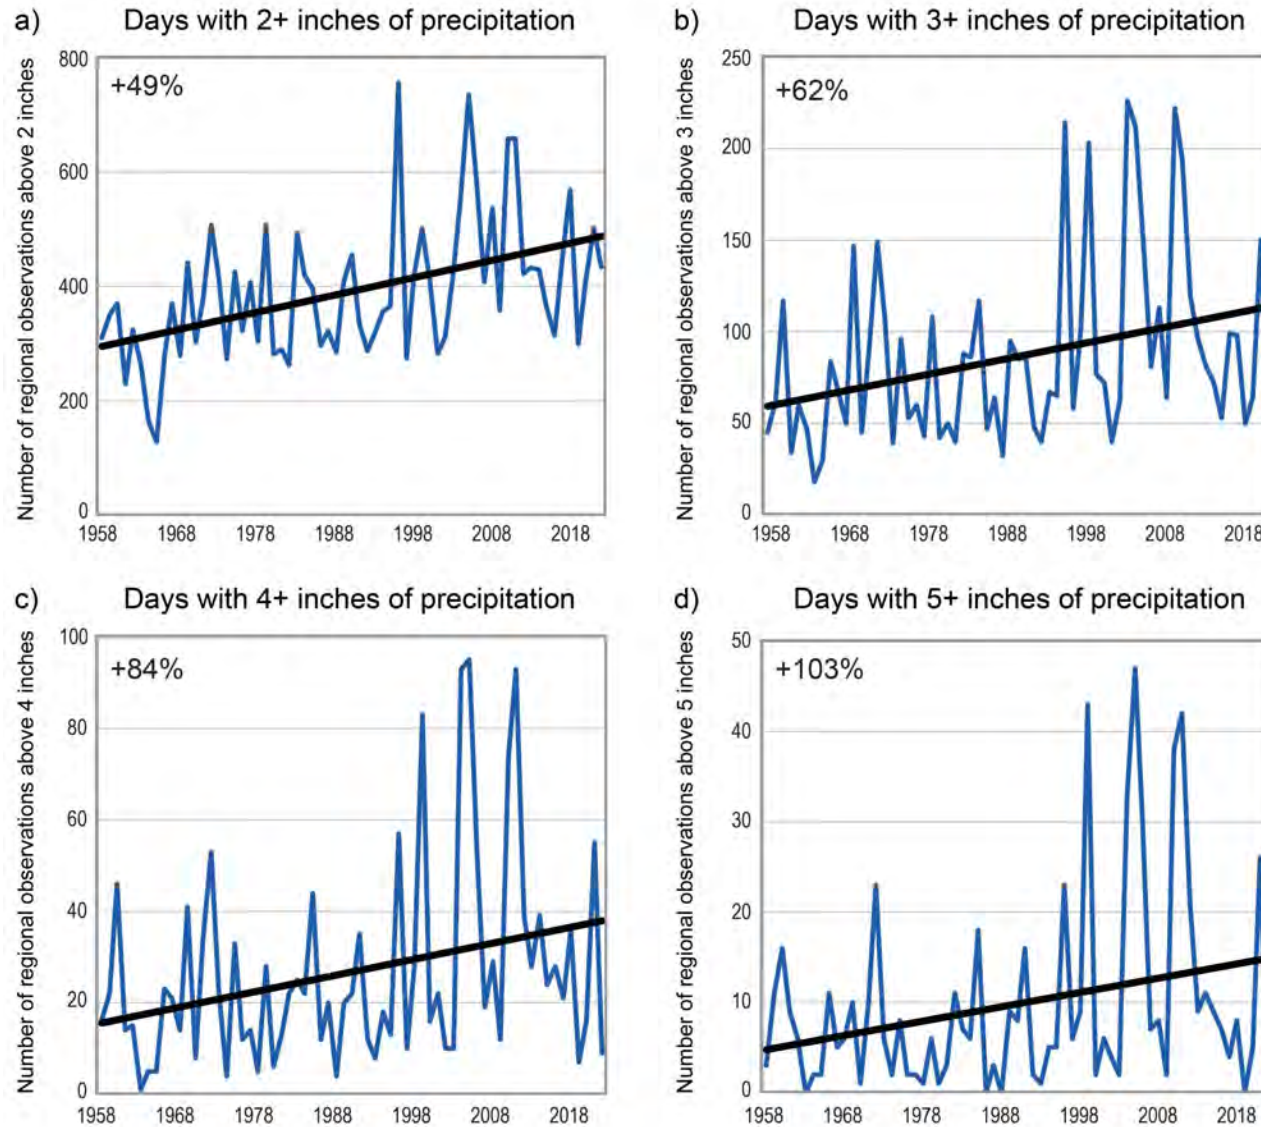 a) Days with 2+ inches of precipitation
Number of regional observations above 2 inches
+49%
800
600
400
200
0
1958 1968 1978 1988 1998 2008 2018
b) Days with 3+ inches of precipitation
Number of regional observations above 3 inches
+62%
250
200
150
100
50
0
1958 1968 1978 1988 1998 2008 2018
c) Days with 4+ inches of precipitation
Number of regional observations above 4 inches
+84%
100
80
60
40
20
0
1958 1968 1978 1988 1998 2008 2018
d) Days with 5+ inches of precipitation
Number of regional observations above 5 inches
+103%
50
40
30
20
10
0
1958 1968 1978 1988 1998 2008 2018